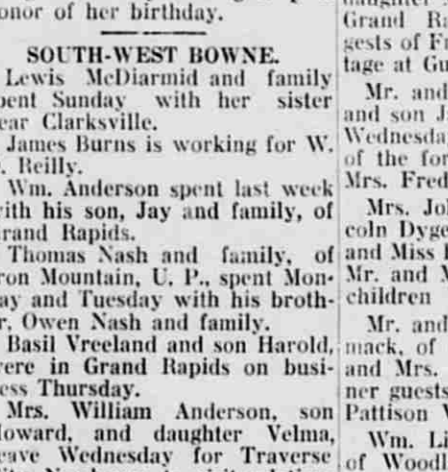 onor of her birthday.
SOUTH-WEST BOWNE.
Lewis McDiarmid and family
pent Sunday with her sister
ear Clarksville.
James Burns is working for W.
. Reilly.
Wm. Anderson spent last week
ith his son, Jay and family, of
rand Rapids.
Thomas Nash and family, of
ron Mountain, U. P., spent Mon-
ay and Tuesday with his broth-
r, Owen Nash and family.
Basil Vreeland and son Harold,
ere in Grand Rapids on busi-
ess Thursday.
Mrs. William Anderson, son
Howard, and daughter Velma,
eave Wednesday for Traverse
Grand Ra
gests of Fr
tage at Gu
Mr. and
and son J
Wednesda
of the for
Mrs. Fred
Mrs. Joh
coln Dyge
and Miss
Mr. and M
children
Mr. and
mack, of
and Mrs.
ner guests
Pattison
Wm. Li
of Wood